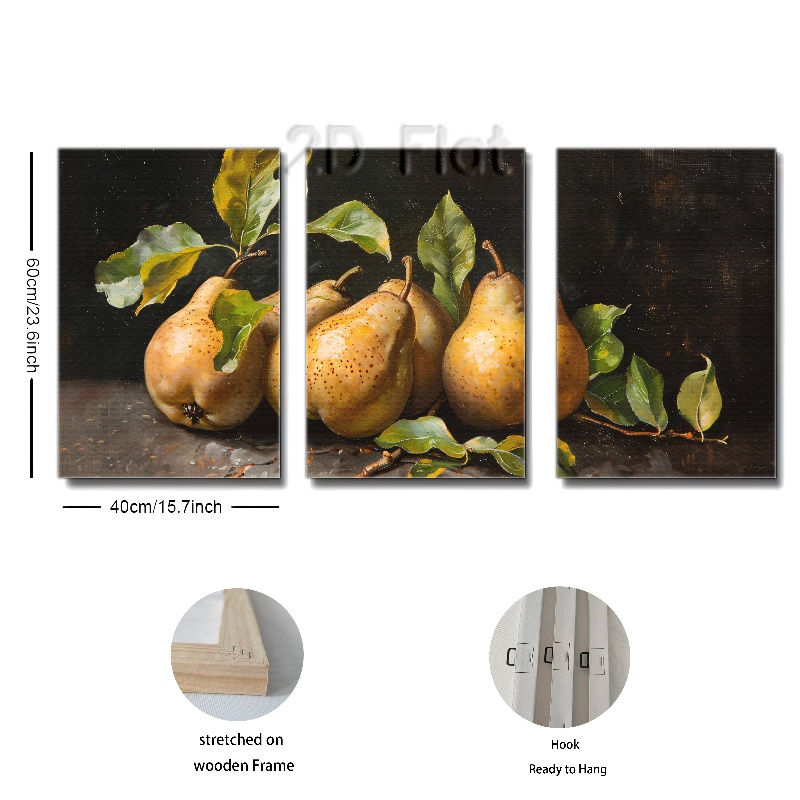 2D Flat
60cm/23.6inch
40cm/15.7inch
stretched on
wooden Frame
Hook
Ready to Hang